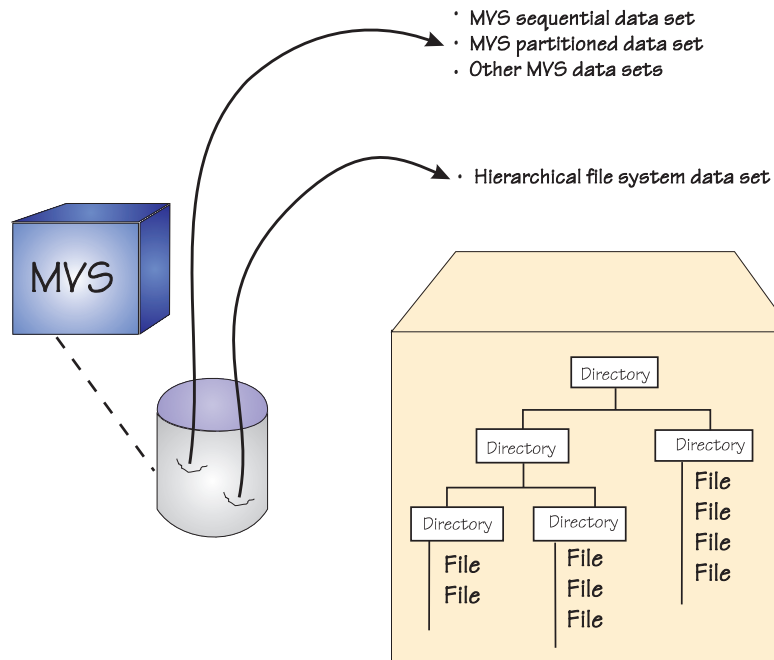 · MVS sequential data set
· MVS partitioned data set
· Other MVS data sets
· Hierarchical file system data set
MVS
Directory
Directory
Directory
Directory
Directory
File
File
File
File
File
File
File
File
File